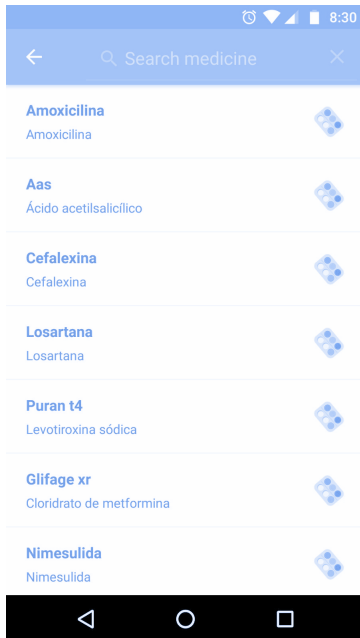 8:30
Search medicine
Amoxicilina
Amoxicilina
Aas
Ácido acetilsalicílico
Cefalexina
Cefalexina
Losartana
Losartana
Puran t4
Levotiroxina sódica
Glifage xr
Cloridrato de metformina
Nimesulida
Nimesulida